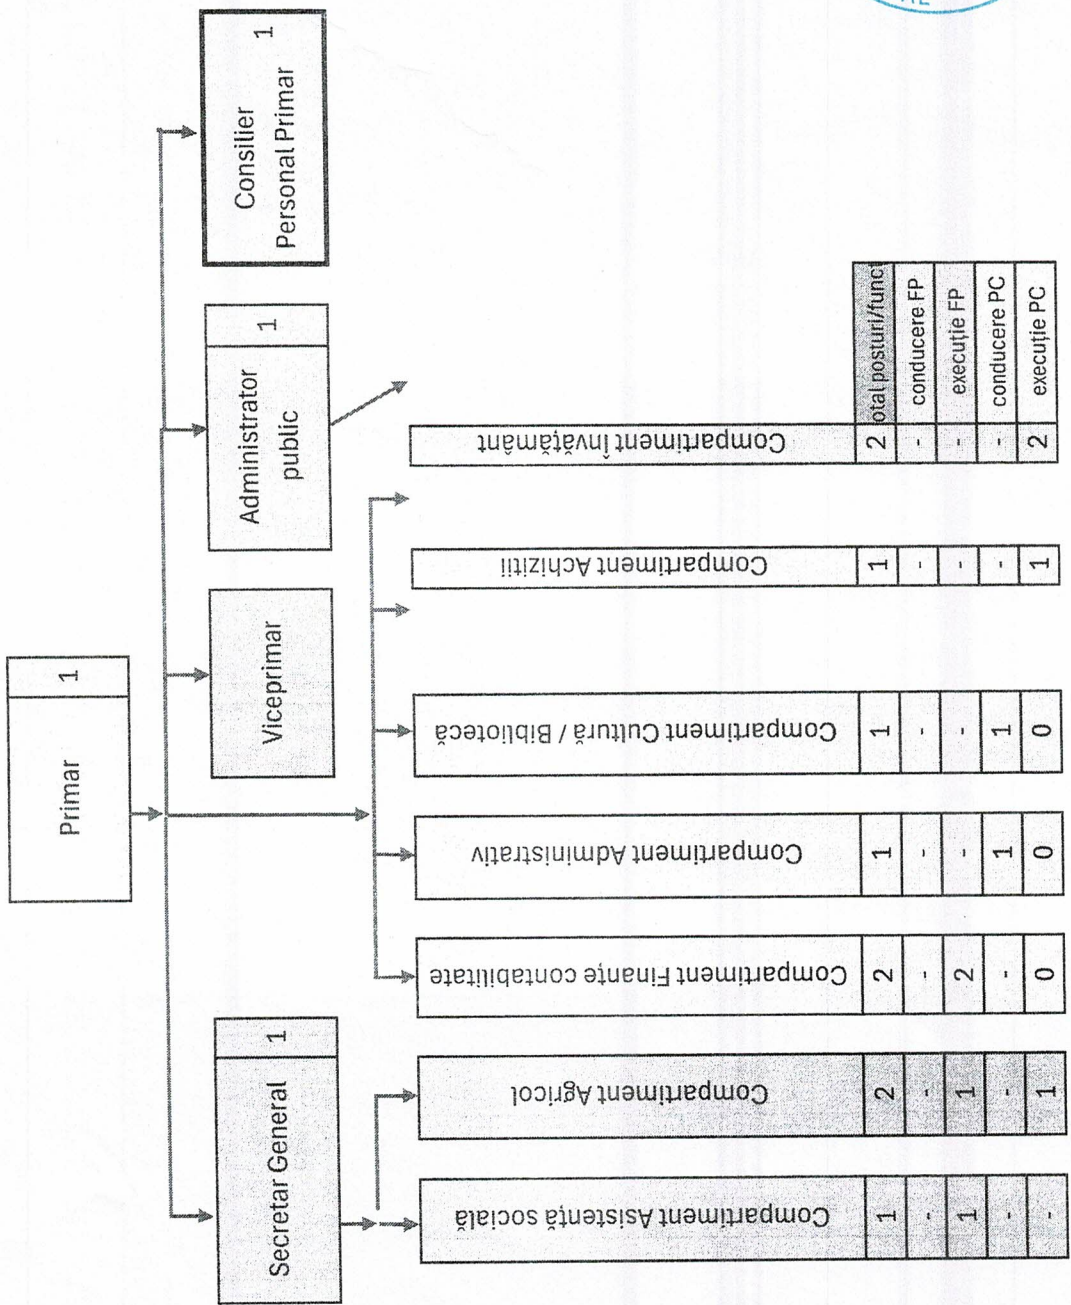 Primar
1
Secretar General
1
Viceprimar
Administrator
public
1
Consilier
Personal Primar
1
Compartiment Asistență socială
1
-
1
-
-
Compartiment Agricol
2
-
1
-
1
Compartiment Finanțe contabilitate
2
-
2
-
0
Compartiment Administrativ
1
-
-
1
0
Compartiment Cultură / Bibliotecă
1
-
-
1
0
Compartiment Achizitii
1
-
-
-
1
Compartiment Învățământ
2 otal posturi/funct
- conducere FP
- execuție FP
- conducere PC
2 execuție PC